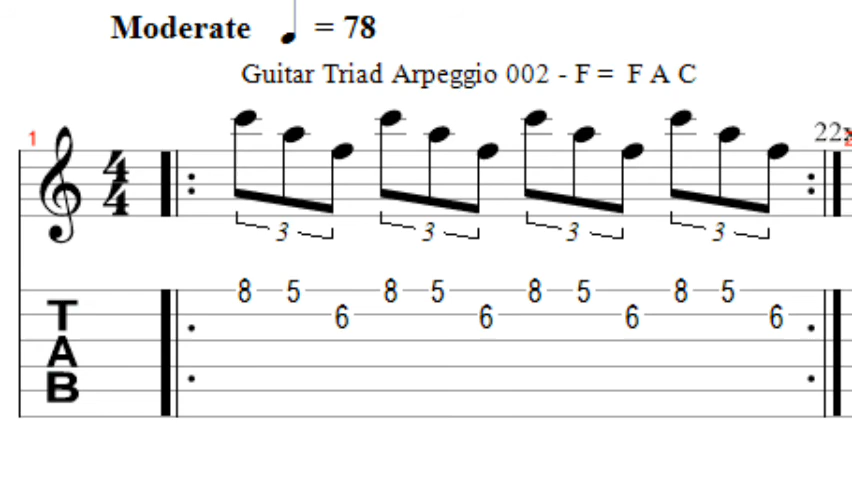 Moderate ♩ = 78
Guitar Triad Arpeggio 002 - F = F A C
1
4
4
3 3 3 3
8 5 8 5 8 5 8 5
T
6 6 6 6
A
B